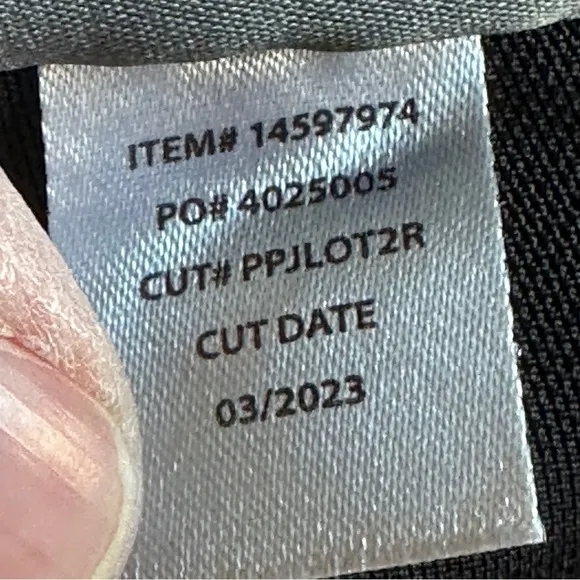 ITEM# 14597974
PO# 4025005
CUT# PPJLOT2R
CUT DATE
03/2023